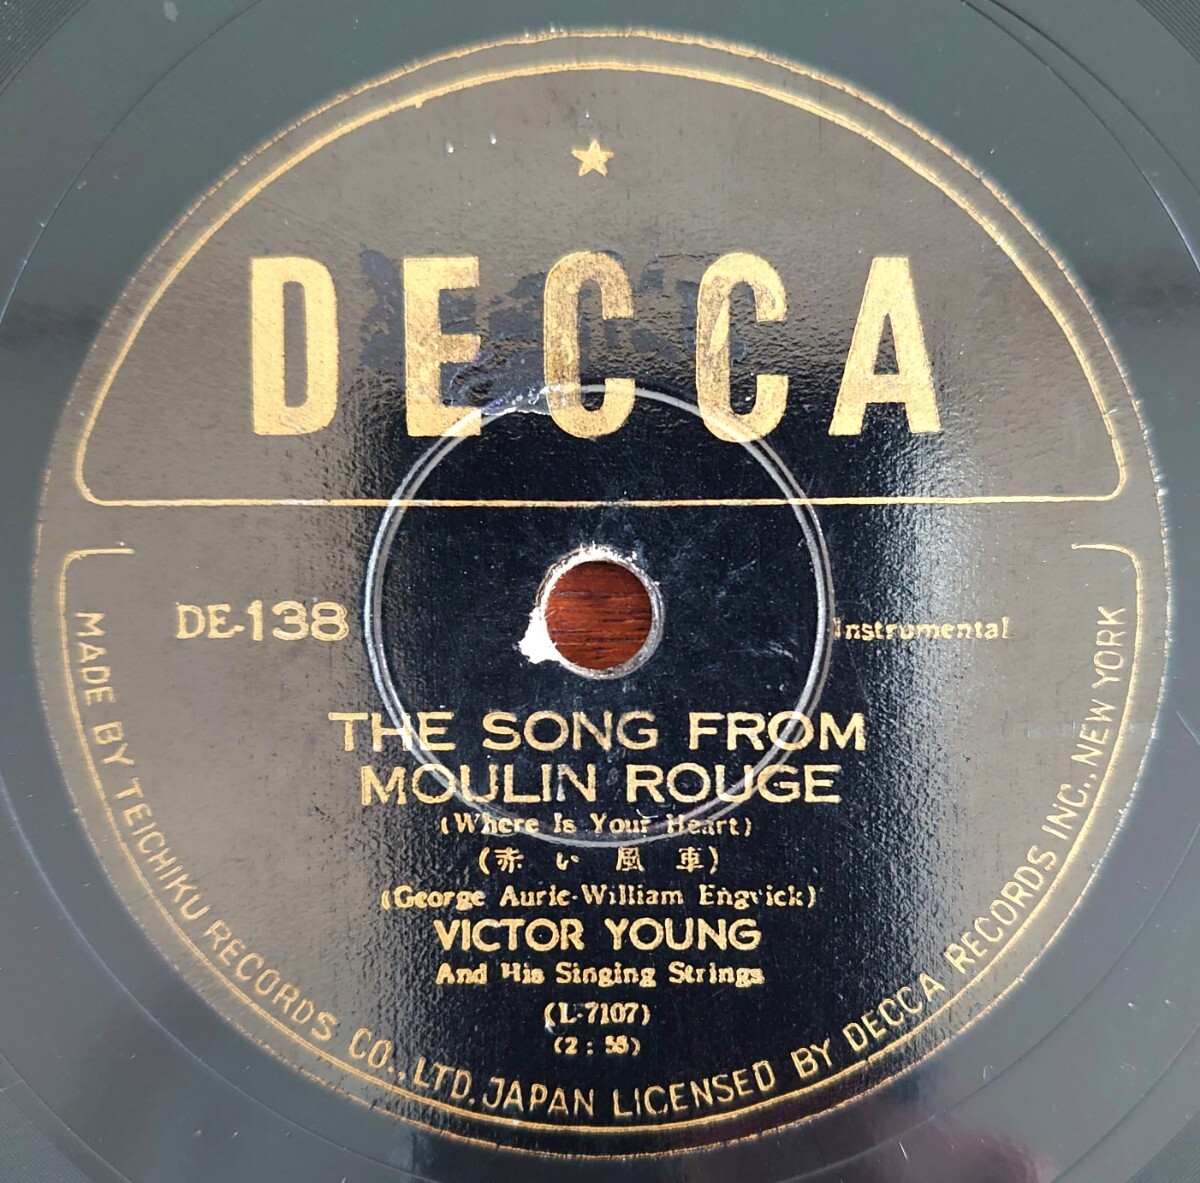 DECCA
DE-138
Instrumental
THE SONG FROM
MOULIN ROUGE
(Where Is Your Heart)
(赤い風車)
(George Auric-William Engvick)
VICTOR YOUNG
And His Singing Strings
(L-7107)
(2:55)
MADE BY TEICHIKU RECORDS CO., LTD. JAPAN LICENSED BY DECCA RECORDS INC., NEW YORK